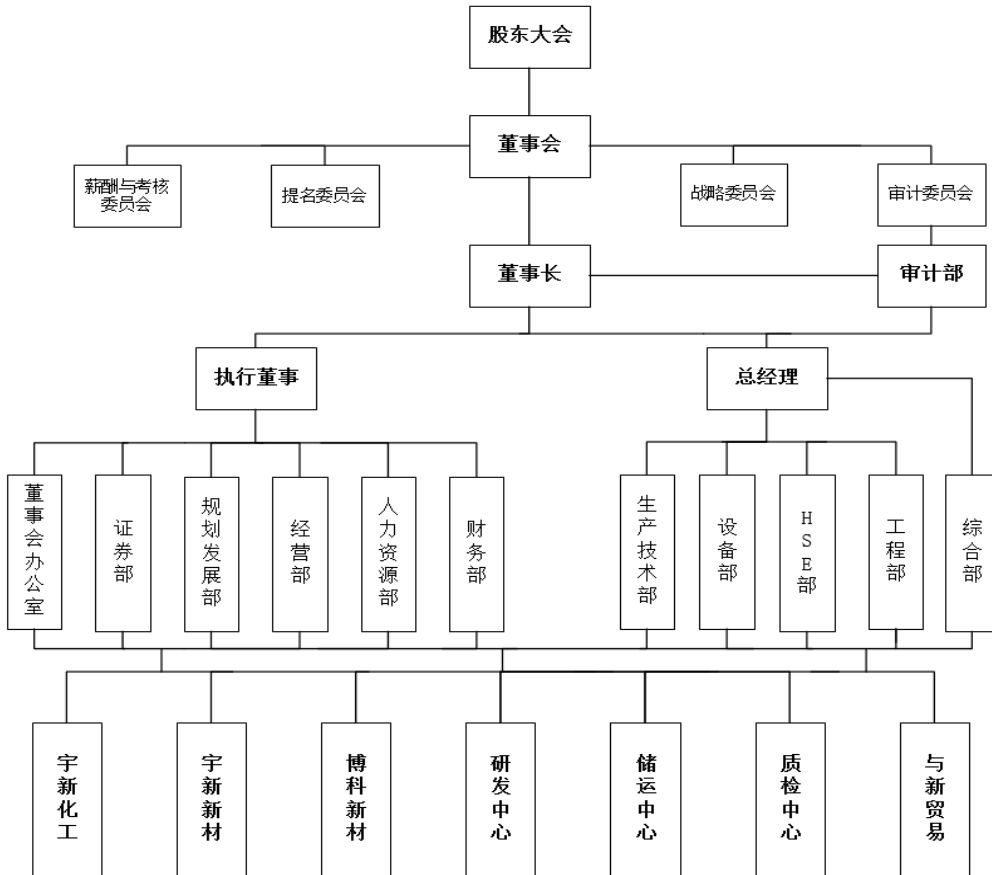 股东大会
董事会
薪酬与考核
委员会
提名委员会
战略委员会
审计委员会
董事长
审计部
执行董事
总经理
董事会办公室
证券部
规划发展部
经营部
人力资源部
财务部
生产技术部
设备部
HSE部
工程部
综合部
宇新化工
宇新新材
博科新材
研发中心
储运中心
质检中心
与新贸易